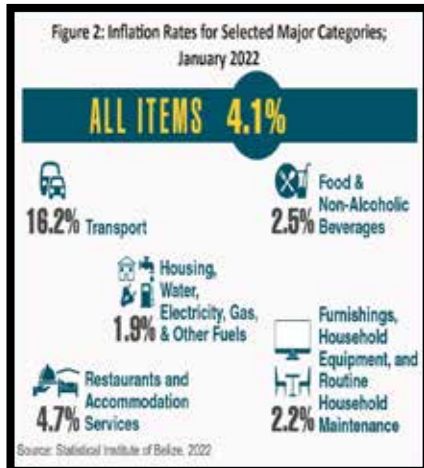 Figure 2: Inflation Rates for Selected Major Categories;
January 2022
ALL ITEMS 4.1%
16.2% Transport
Food &
Non-Alcoholic
2.5% Beverages
Housing,
Water,
Electricity, Gas,
1.9% & Other Fuels
Restaurants and
Accommodation
4.7% Services
Furnishings,
Household
Equipment, and
Routine
Household
2.2% Maintenance
Source: Statistical Institute of Belize, 2022